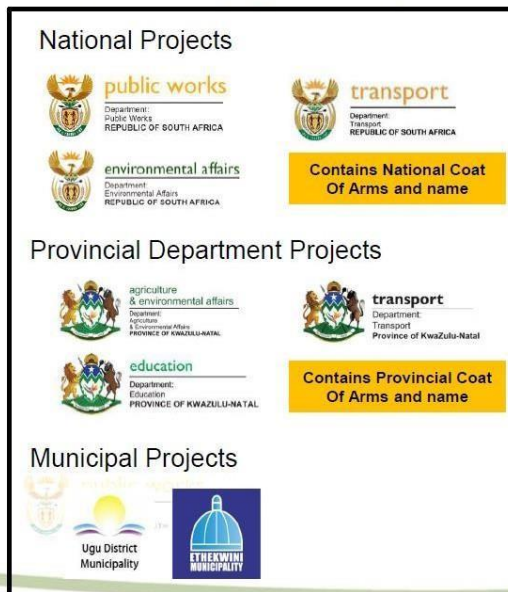 National Projects
public works
Department:
Public Works
REPUBLIC OF SOUTH AFRICA
transport
Department:
Transport
REPUBLIC OF SOUTH AFRICA
environmental affairs
Department:
Environmental Affairs
REPUBLIC OF SOUTH AFRICA
Contains National Coat
Of Arms and name
Provincial Department Projects
agriculture
& environmental affairs
Department:
Agriculture
& Environmental Affairs
PROVINCE OF KWAZULU-NATAL
transport
Department:
Transport
Province of KwaZulu-Natal
education
Department:
Education
PROVINCE OF KWAZULU-NATAL
Contains Provincial Coat
Of Arms and name
Municipal Projects
public works
Ugu District
Municipality
ETHEKWINI
MUNICIPALITY